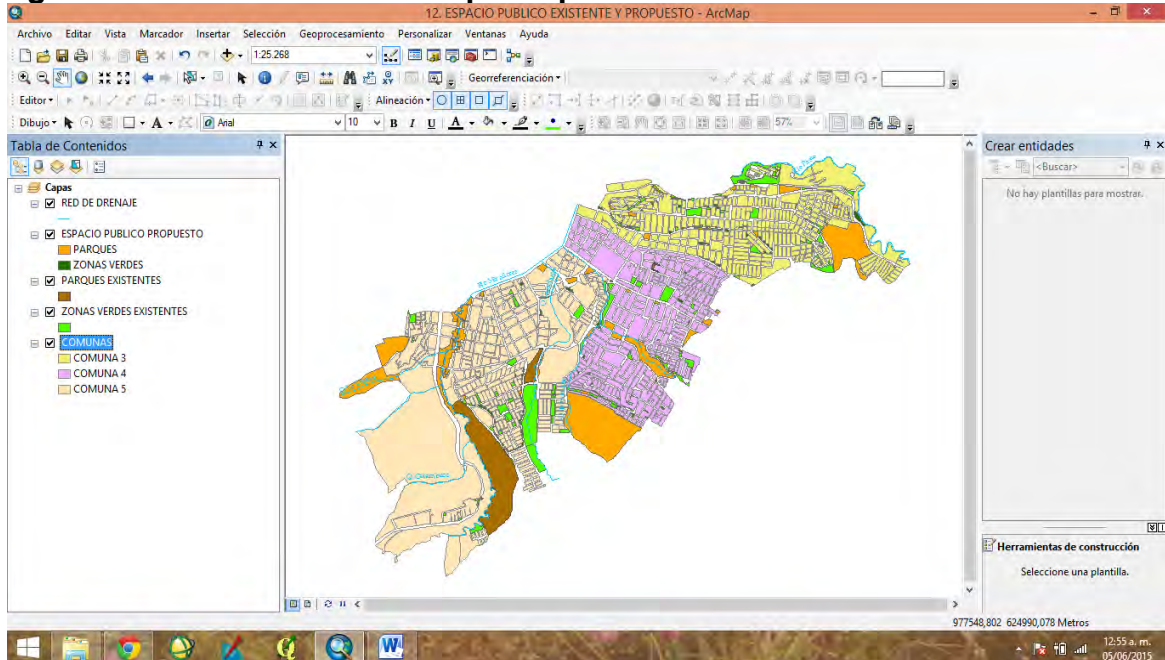 12. ESPACIO PUBLICO EXISTENTE Y PROPUESTO - ArcMap
Archivo Editar Vista Marcador Insertar Selección Geoprocesamiento Personalizar Ventanas Ayuda
1:25.268
Georreferenciación
Editor Alineación
Dibujo A Arial 10 B I U A 57%
Tabla de Contenidos
Capas
RED DE DRENAJE
ESPACIO PUBLICO PROPUESTO
PARQUES
ZONAS VERDES
PARQUES EXISTENTES
ZONAS VERDES EXISTENTES
COMUNAS
COMUNA 3
COMUNA 4
COMUNA 5
Crear entidades
<Buscar>
No hay plantillas para mostrar.
Herramientas de construcción
Seleccione una plantilla.
977548,802 624990,078 Metros
12:55 a. m.
05/06/2015